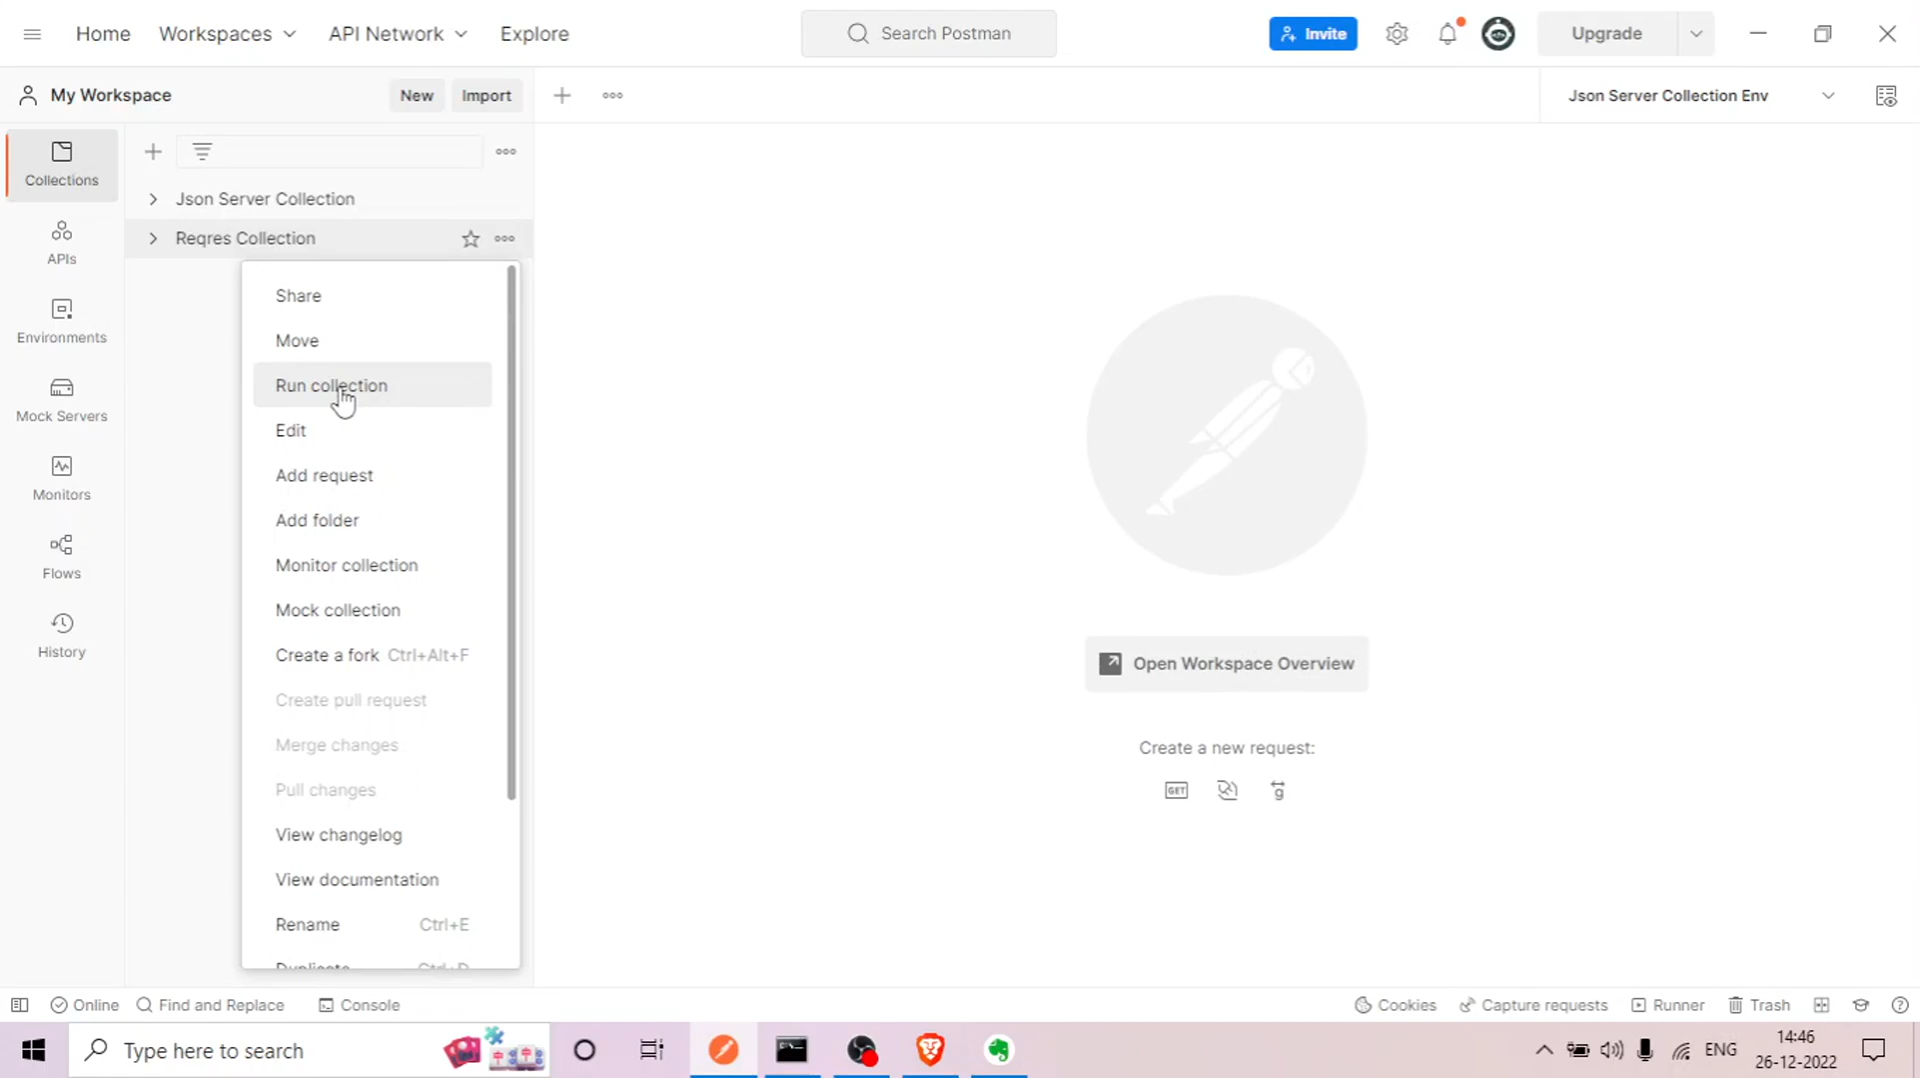 Home
Workspaces
API Network
Explore
Search Postman
Invite
Upgrade
My Workspace
New
Import
Json Server Collection Env
Collections
Json Server Collection
Reqres Collection
APIs
Environments
Mock Servers
Monitors
Flows
History
Share
Move
Run collection
Edit
Add request
Add folder
Monitor collection
Mock collection
Create a fork Ctrl+Alt+F
Create pull request
Merge changes
Pull changes
View changelog
View documentation
Rename Ctrl+E
Duplicate Ctrl+D
Open Workspace Overview
Create a new request:
GET
Online
Find and Replace
Console
Cookies
Capture requests
Runner
Trash
Type here to search
ENG
14:46
26-12-2022